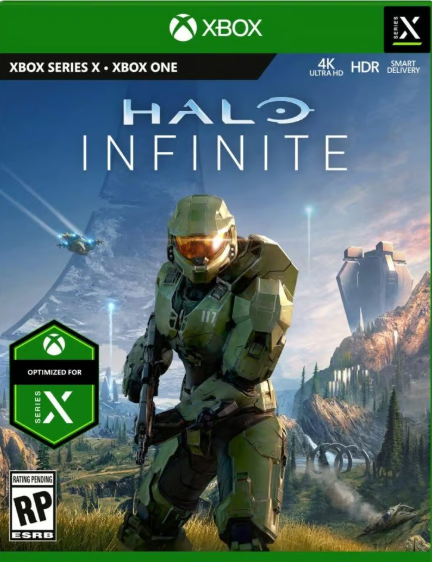 XBOX
SERIES X
XBOX SERIES X • XBOX ONE
4K
ULTRA HD
HDR
SMART
DELIVERY
HALO
INFINITE
117
OPTIMIZED FOR
SERIES X
RATING PENDING
RP
ESRB